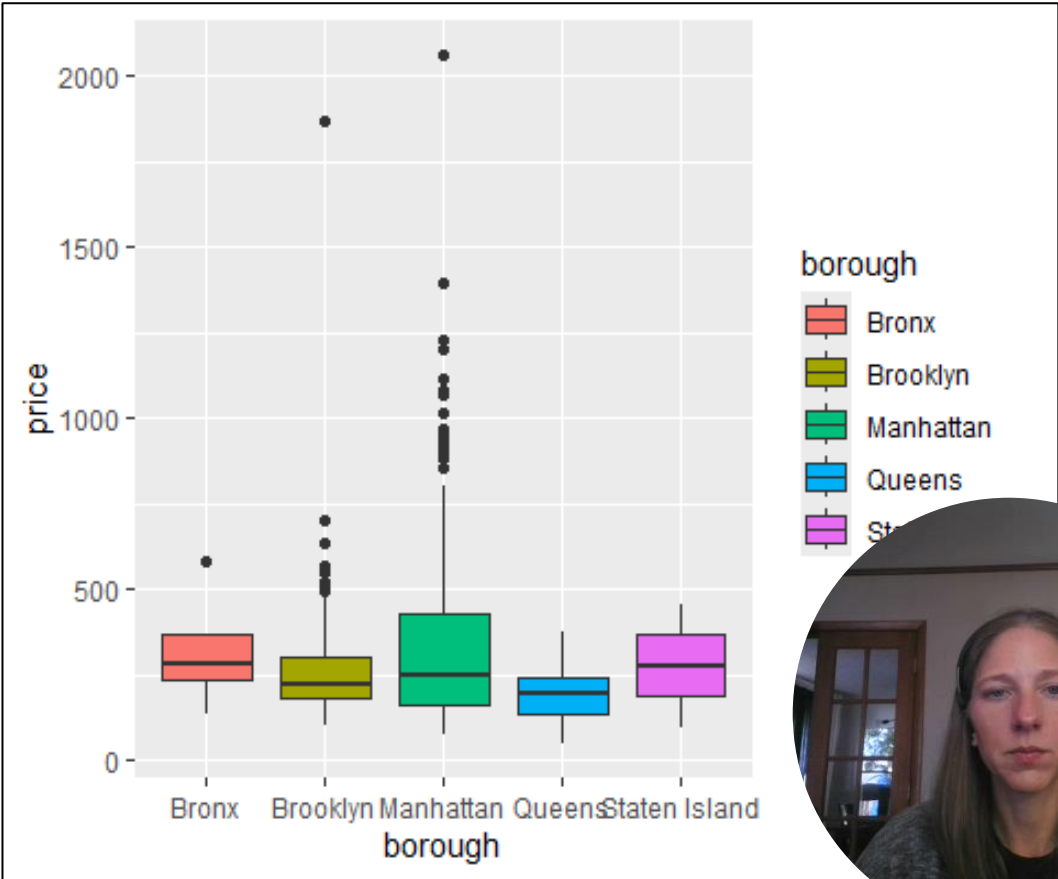 2000
1500
1000
500
0
price
Bronx Brooklyn Manhattan Queens Staten Island
borough
borough
Bronx
Brooklyn
Manhattan
Queens